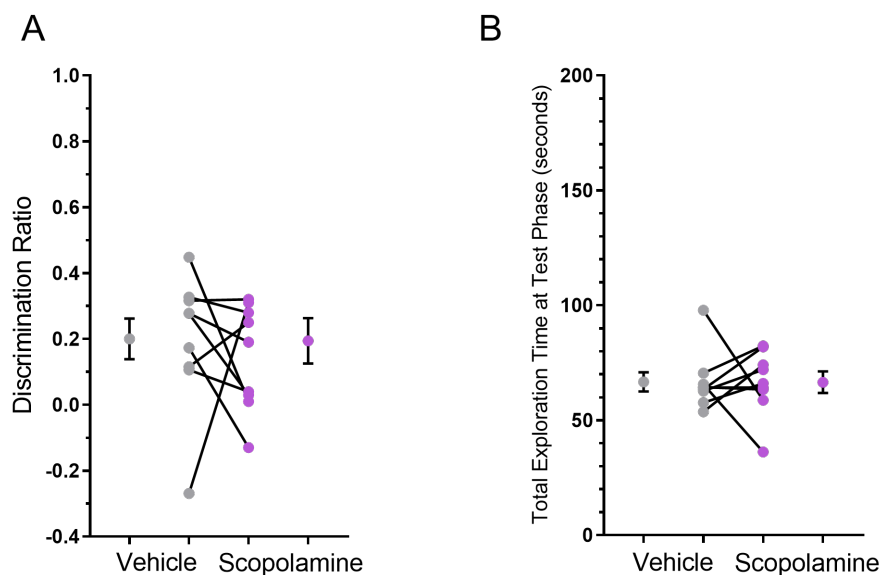 A
Discrimination Ratio
1.0
0.8
0.6
0.4
0.2
0.0
-0.2
-0.4
Vehicle Scopolamine
B
Total Exploration Time at Test Phase (seconds)
200
150
100
50
0
Vehicle Scopolamine